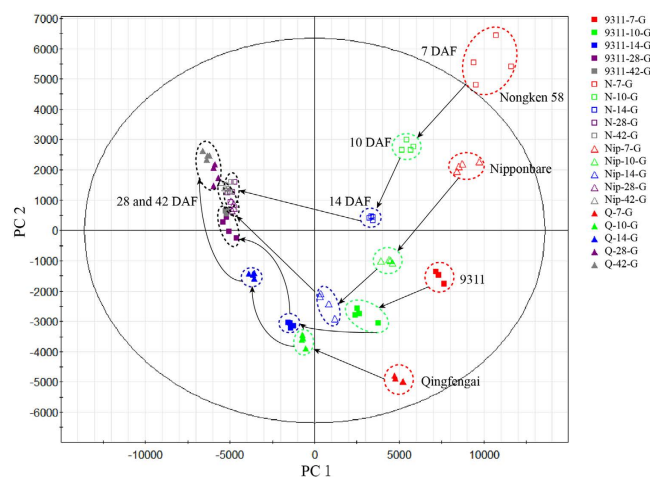 7000
6000
5000
4000
3000
2000
1000
0
-1000
-2000
-3000
-4000
-5000
-6000
-7000
PC 2
-10000
-5000
0
5000
10000
PC 1
7 DAF
Nongken 58
10 DAF
Nipponbare
28 and 42 DAF
14 DAF
9311
Qingfengai
9311-7-G
9311-10-G
9311-14-G
9311-28-G
9311-42-G
N-7-G
N-10-G
N-14-G
N-28-G
N-42-G
Nip-7-G
Nip-10-G
Nip-14-G
Nip-28-G
Nip-42-G
Q-7-G
Q-10-G
Q-14-G
Q-28-G
Q-42-G